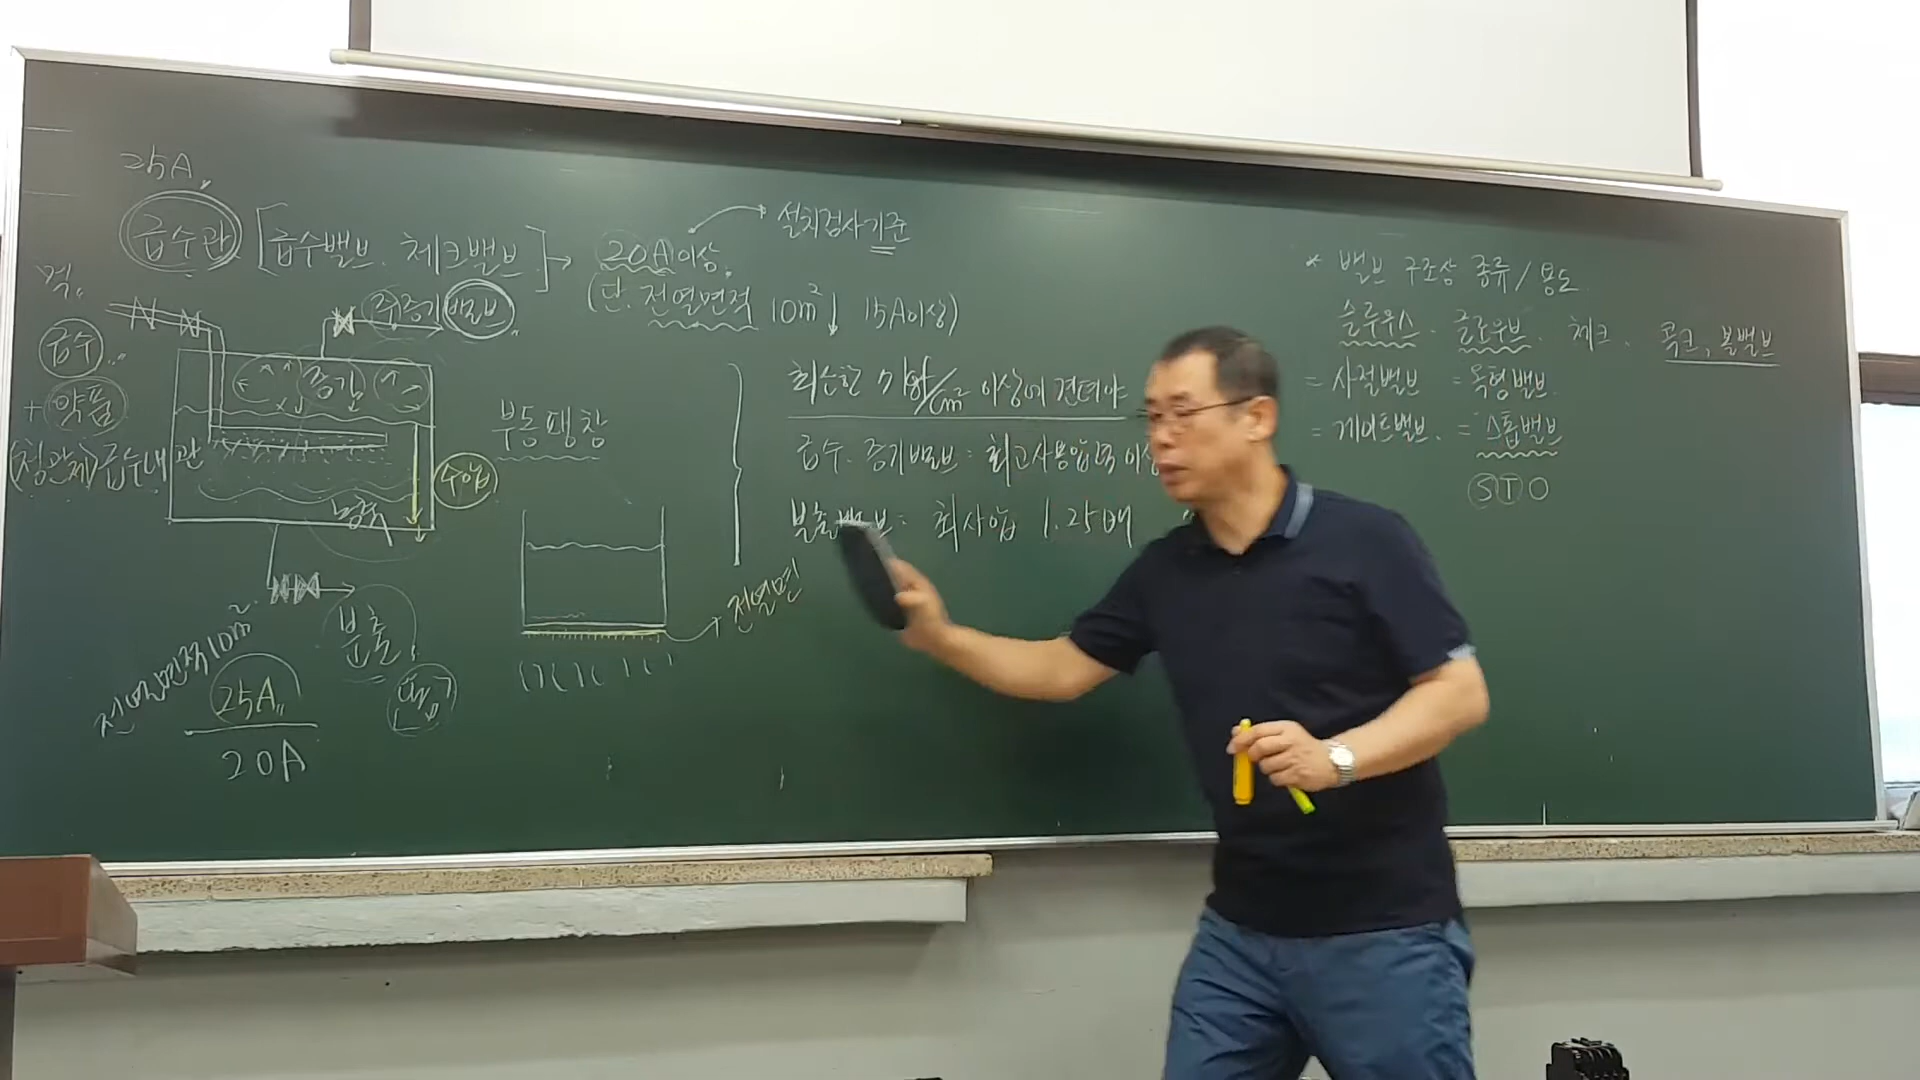 25A
급수관 [급수밸브. 체크밸브] → 20A이상.
설치검사기준
(단. 전열면적 10m²↓ 15A이상)
주증기밸브
급수
+ 약품
(청관제) 급수내관
증기
수위
부동팽창
최소한 7 kgf/cm² 이상에 견뎌야
급수. 증기밸브: 최고사용압력 이상
분출밸브: 최사압 1.25배
전열면
분출
전열면적 10m²
25A
20A
* 밸브 구조상 종류/용도
슬루우스. 글로우브. 체크. 콕크, 볼밸브
= 사절밸브 = 옥형밸브.
= 게이트밸브. = 스톱밸브
STO